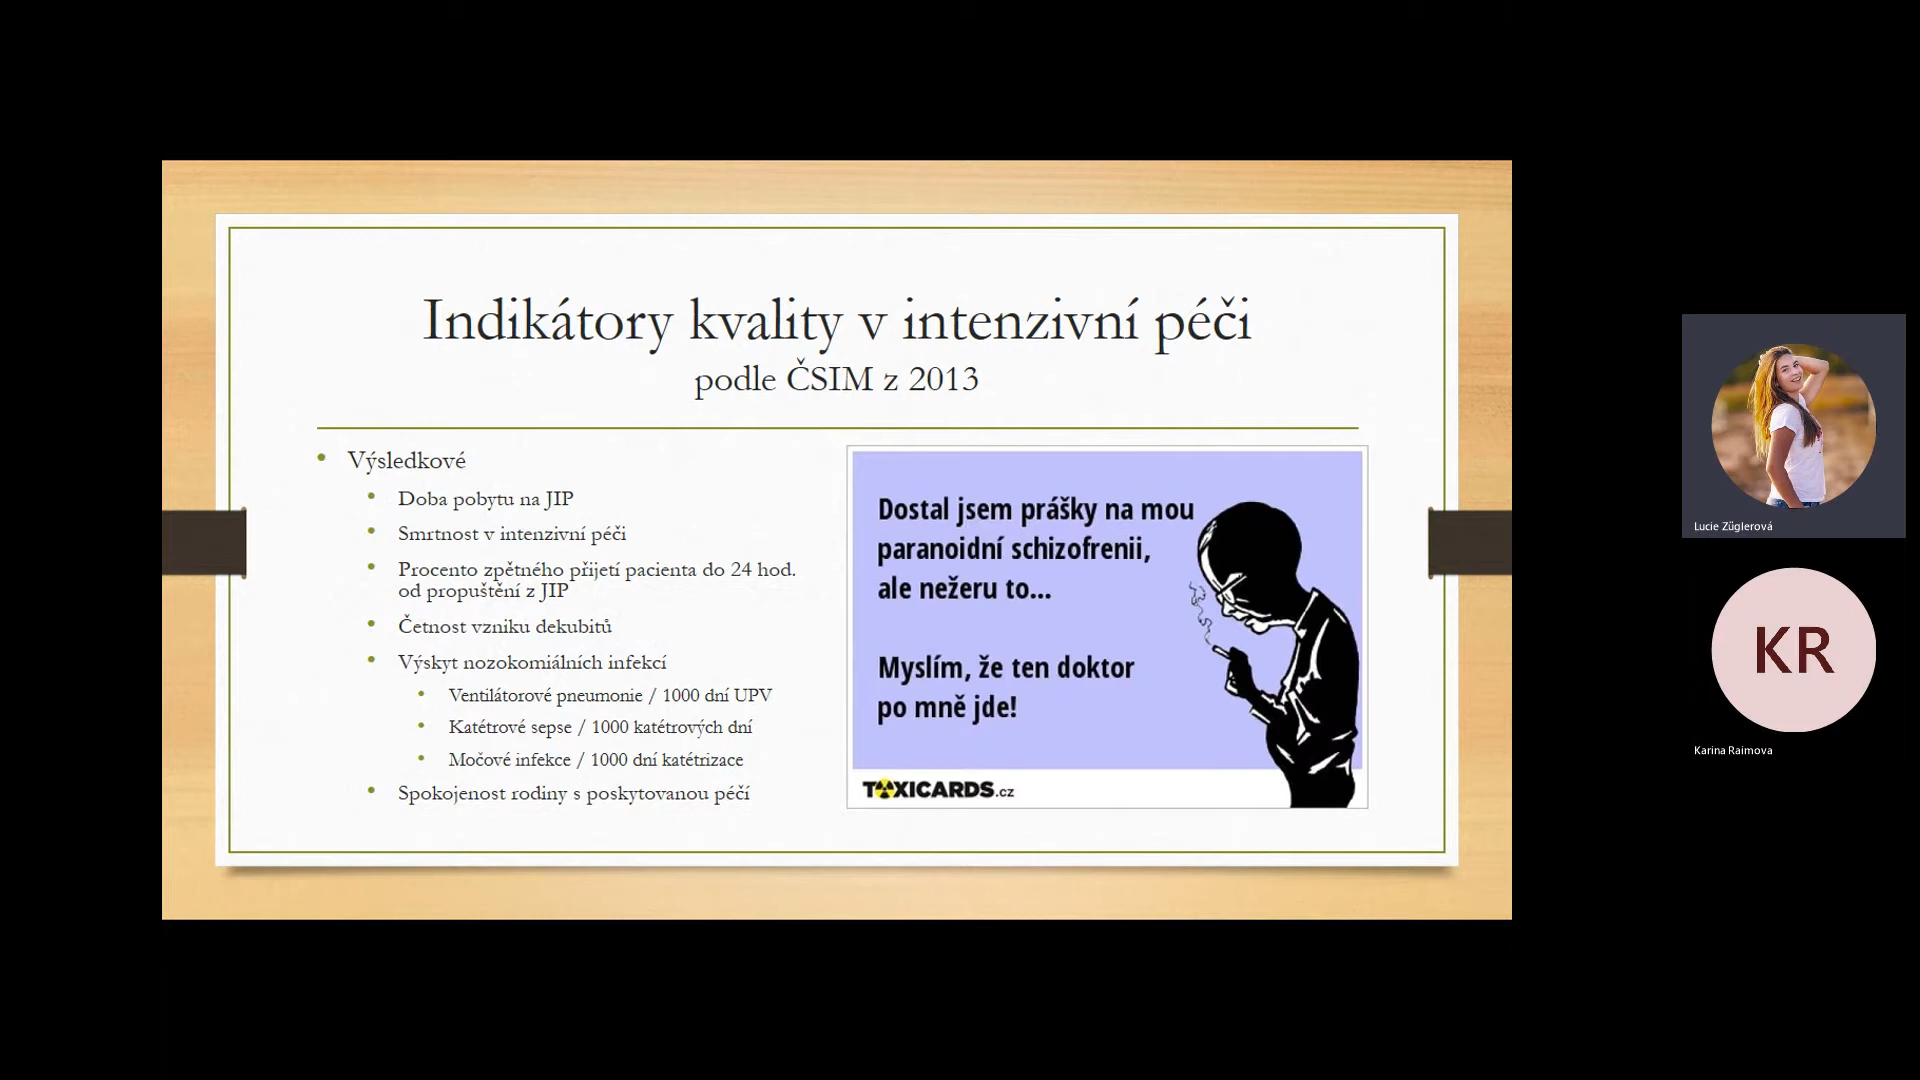 Indikátory kvality v intenzivní péči
podle ČSIM z 2013
• Výsledkové
• Doba pobytu na JIP
• Smrtnost v intenzivní péči
• Procento zpětného přijetí pacienta do 24 hod.
od propuštění z JIP
• Četnost vzniku dekubitů
• Výskyt nozokomiálních infekcí
• Ventilátorové pneumonie / 1000 dní UPV
• Katétrové sepse / 1000 katétrových dní
• Močové infekce / 1000 dní katétrizace
• Spokojenost rodiny s poskytovanou péčí
Dostal jsem prášky na mou
paranoidní schizofrenii,
ale nežeru to...
Myslím, že ten doktor
po mně jde!
TOXICARDS.cz
Lucie Züglerová
KR
Karina Raimova